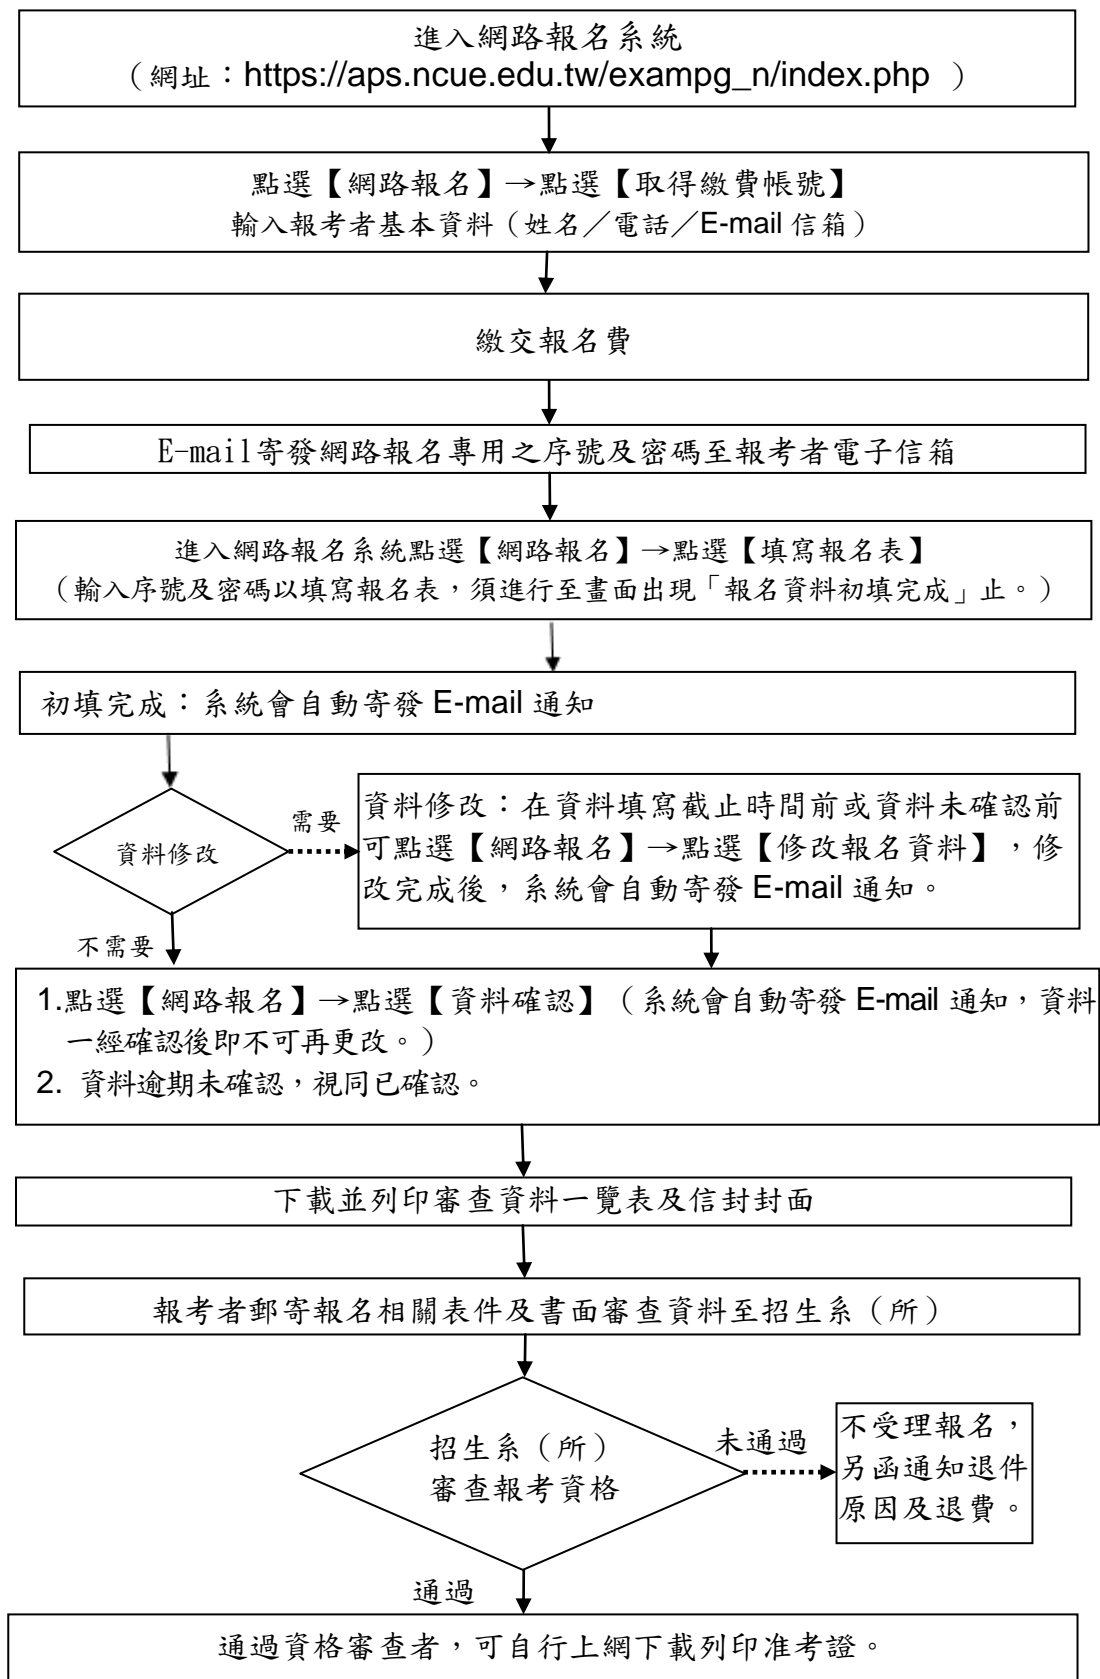 進入網路報名系統
（網址：https://aps.ncue.edu.tw/exampg_n/index.php ）
點選【網路報名】→點選【取得繳費帳號】
輸入報考者基本資料（姓名／電話／E-mail 信箱）
繳交報名費
E-mail寄發網路報名專用之序號及密碼至報考者電子信箱
進入網路報名系統點選【網路報名】→點選【填寫報名表】
（輸入序號及密碼以填寫報名表，須進行至畫面出現「報名資料初填完成」止。）
初填完成：系統會自動寄發 E-mail 通知
資料修改
需要
資料修改：在資料填寫截止時間前或資料未確認前
可點選【網路報名】→點選【修改報名資料】，修
改完成後，系統會自動寄發 E-mail 通知。
不需要
1.點選【網路報名】→點選【資料確認】（系統會自動寄發 E-mail 通知，資料
一經確認後即不可再更改。）
2. 資料逾期未確認，視同已確認。
下載並列印審查資料一覽表及信封封面
報考者郵寄報名相關表件及書面審查資料至招生系（所）
招生系（所）
審查報考資格
未通過
不受理報名，
另函通知退件
原因及退費。
通過
通過資格審查者，可自行上網下載列印准考證。